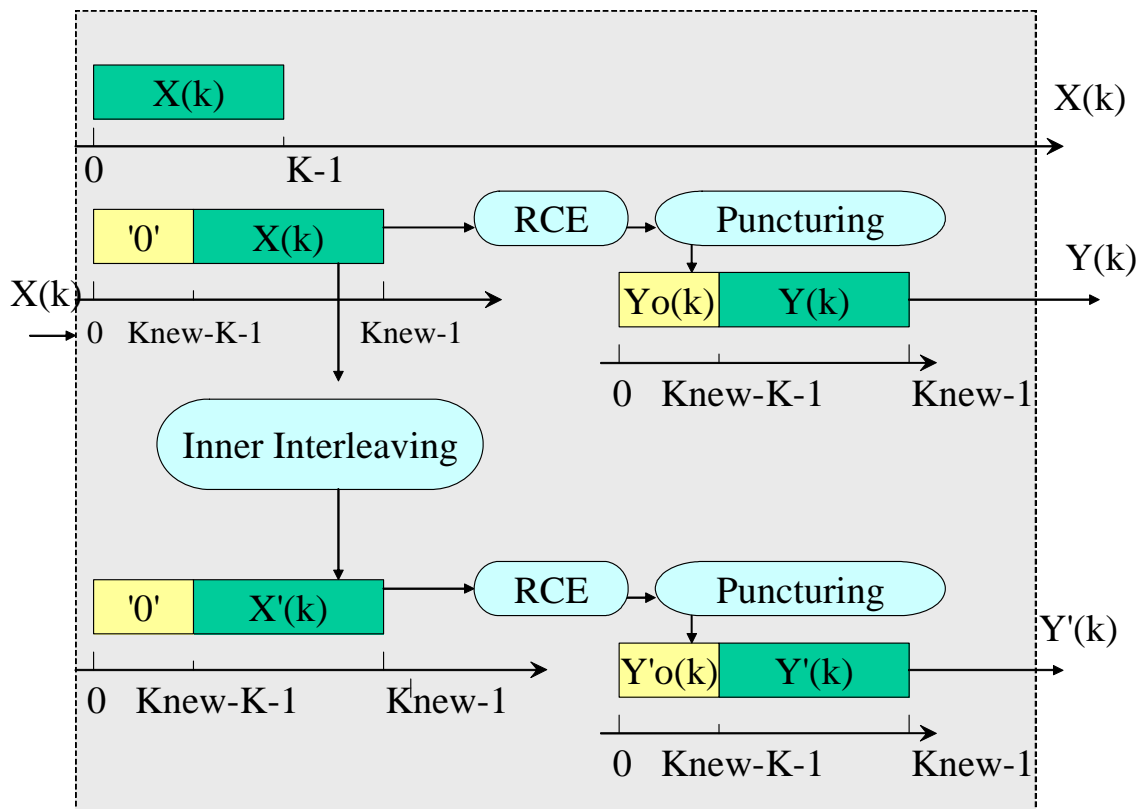 X(k)
X(k)
0
K-1
RCE
Puncturing
'0'
X(k)
Y(k)
X(k)
Yo(k)
Y(k)
0
Knew-K-1
Knew-1
0
Knew-K-1
Knew-1
Inner Interleaving
RCE
Puncturing
'0'
X'(k)
Y'(k)
Y'o(k)
Y'(k)
0
Knew-K-1
Knew-1
0
Knew-K-1
Knew-1